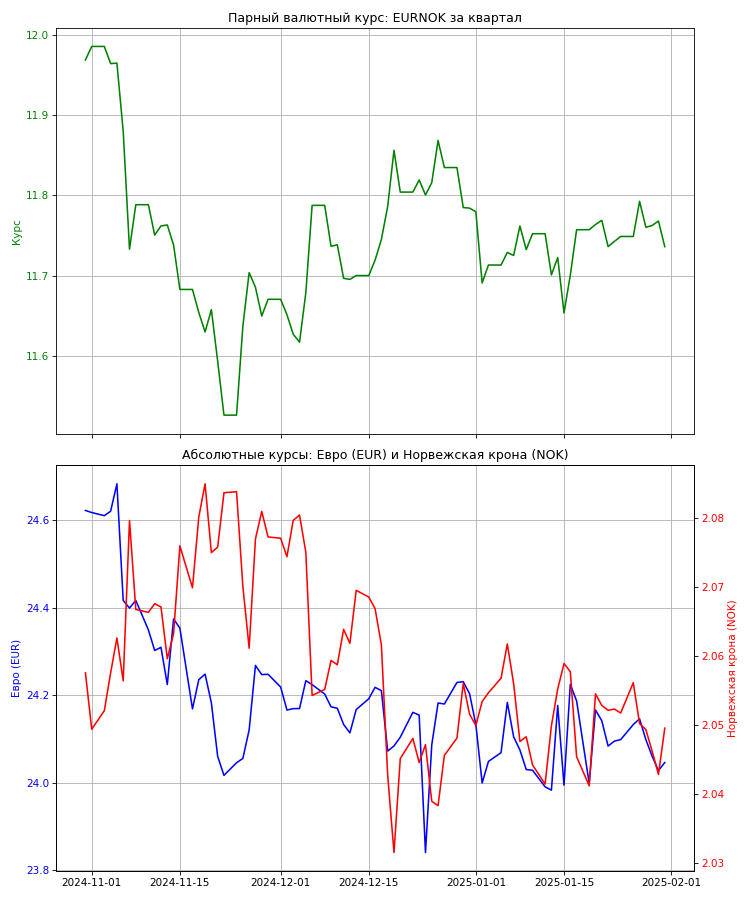 Парный валютный курс: EURNOK за квартал
12.0
11.9
11.8
11.7
11.6
Курс
Абсолютные курсы: Евро (EUR) и Норвежская крона (NOK)
24.6
24.4
24.2
24.0
23.8
Евро (EUR)
2.08
2.07
2.06
2.05
2.04
2.03
Норвежская крона (NOK)
2024-11-01 2024-11-15 2024-12-01 2024-12-15 2025-01-01 2025-01-15 2025-02-01